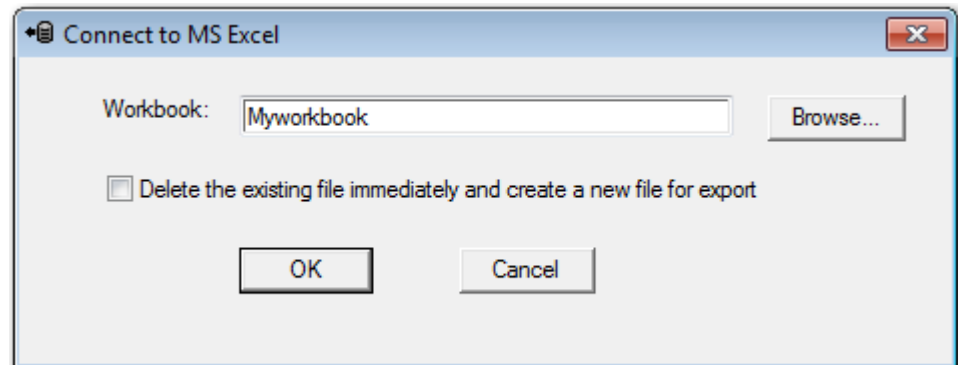 Connect to MS Excel
Workbook: Myworkbook Browse...
Delete the existing file immediately and create a new file for export
OK Cancel